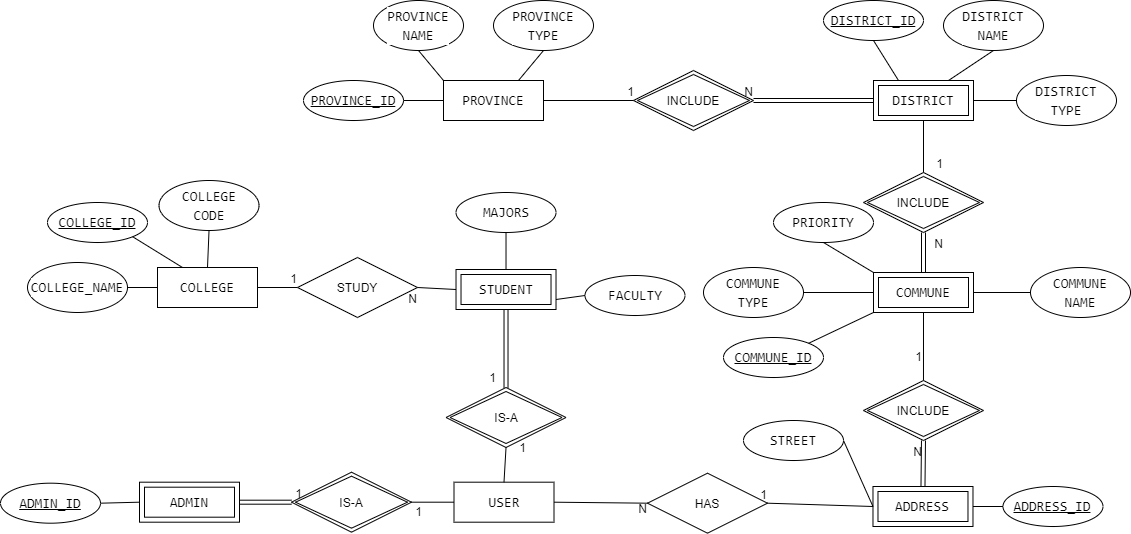 PROVINCE
NAME
PROVINCE
TYPE
DISTRICT_ID
DISTRICT
NAME
PROVINCE_ID
PROVINCE
1
INCLUDE
N
DISTRICT
DISTRICT
TYPE
1
COLLEGE
CODE
COLLEGE_ID
MAJORS
INCLUDE
PRIORITY
N
COLLEGE_NAME
COLLEGE
1
STUDY
N
STUDENT
FACULTY
COMMUNE
TYPE
COMMUNE
COMMUNE
NAME
COMMUNE_ID
1
1
IS-A
1
INCLUDE
STREET
N
ADMIN_ID
ADMIN
1
IS-A
1
USER
N
HAS
1
ADDRESS
ADDRESS_ID